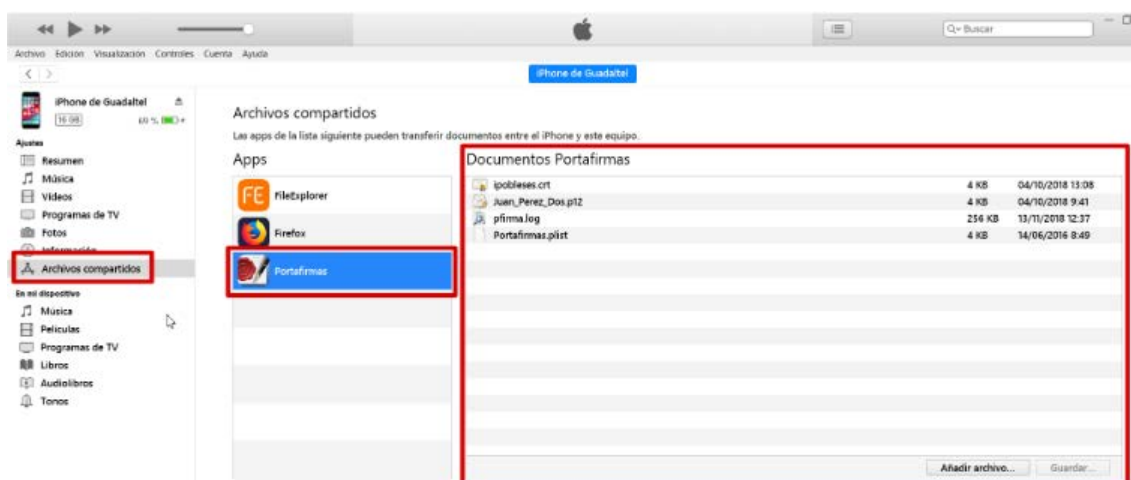 Buscar
Archivo Edición Visualización Controles Cuenta Ayuda
iPhone de Guadaltel
iPhone de Guadaltel
16 GB
Ajustes
Resumen
Música
Vídeos
Programas de TV
Fotos
Información
Archivos compartidos
En mi dispositivo
Música
Películas
Programas de TV
Libros
Audiolibros
Tonos
Archivos compartidos
Las apps de la lista siguiente pueden transferir documentos entre el iPhone y este equipo.
Apps
FE FileExplorer
Firefox
Portafirmas
Documentos Portafirmas
ipobleses.crt 4 KB 04/10/2018 13:08
Juan_Perez_Dos.p12 4 KB 04/10/2018 9:41
pfirma.log 256 KB 13/11/2018 12:37
Portafirmas.plist 4 KB 14/06/2016 8:49
Añadir archivo... Guardar...